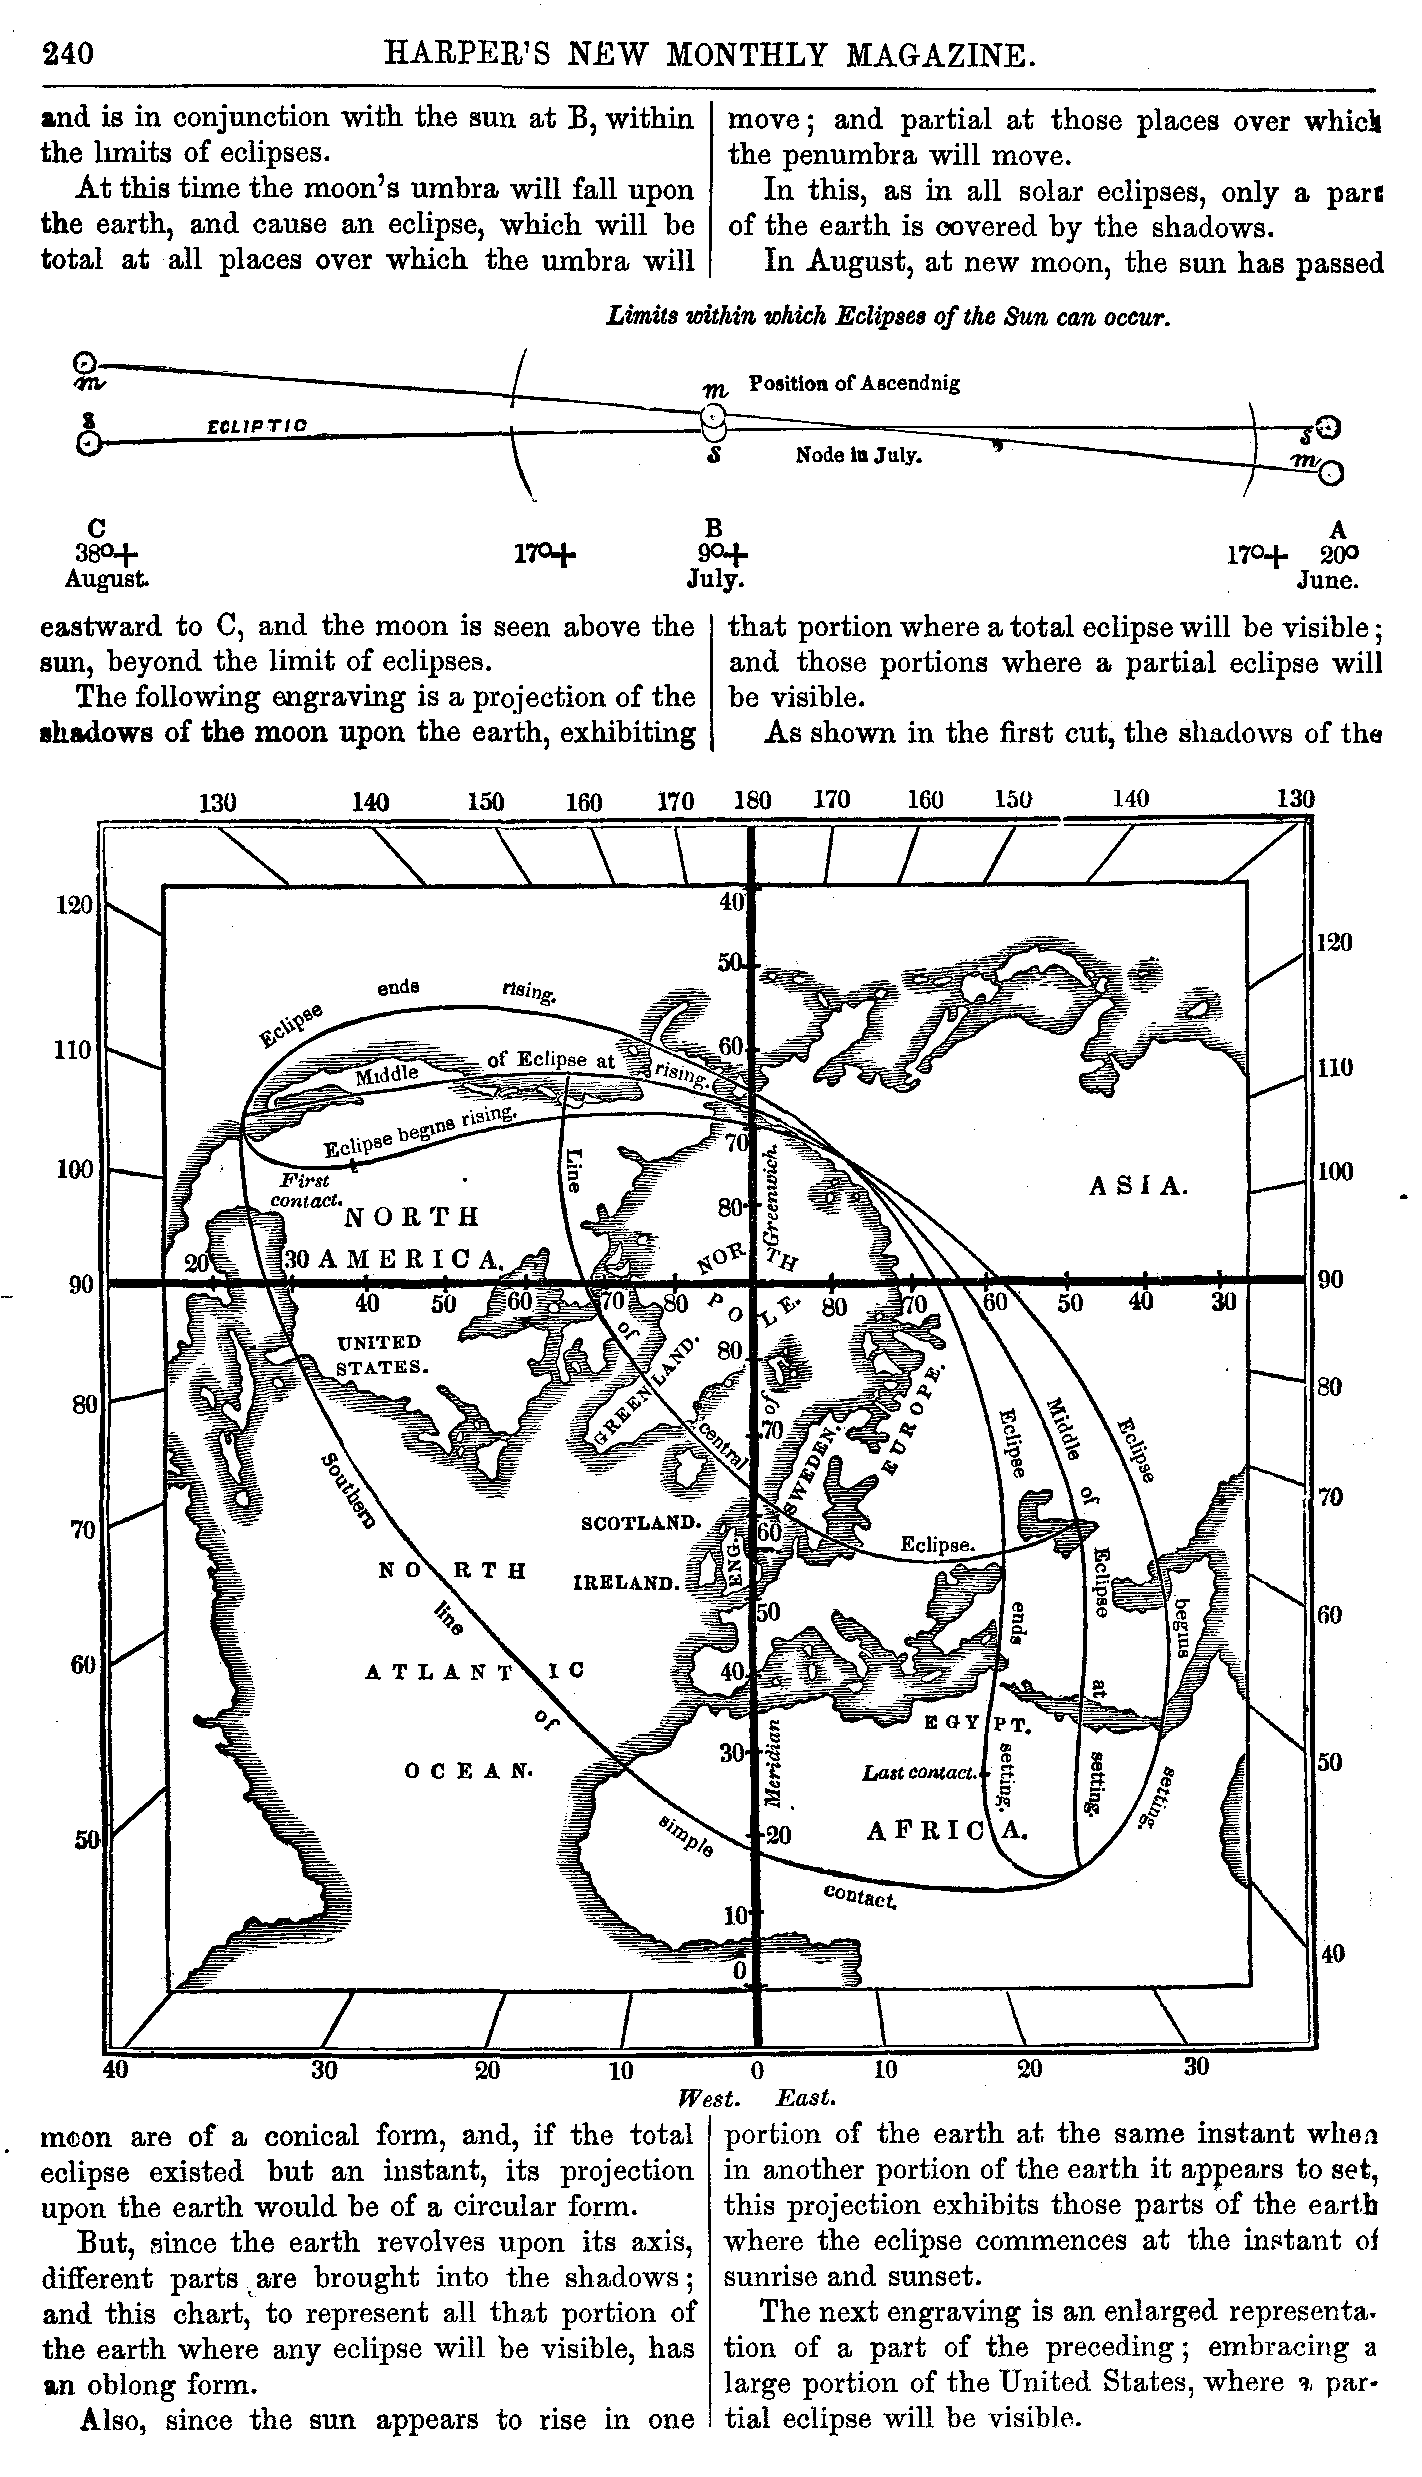 240
HARPER'S NEW MONTHLY MAGAZINE.
and is in conjunction with the sun at B, within
the limits of eclipses.
At this time the moon's umbra will fall upon
the earth, and cause an eclipse, which will be
total at all places over which the umbra will
move; and partial at those places over which
the penumbra will move.
In this, as in all solar eclipses, only a part
of the earth is covered by the shadows.
In August, at new moon, the sun has passed
Limits within which Eclipses of the Sun can occur.
m
s
ECLIPTIC
m
s
Position of Ascendnig
Node in July.
s
m
C
38°+
August.
17°+
B
9°+
July.
17°+
A
20°
June.
eastward to C, and the moon is seen above the
sun, beyond the limit of eclipses.
The following engraving is a projection of the
shadows of the moon upon the earth, exhibiting
that portion where a total eclipse will be visible;
and those portions where a partial eclipse will
be visible.
As shown in the first cut, the shadows of the
130 140 150 160 170 180 170 160 150 140 130
120
110
100
90
80
70
60
50
120
110
100
90
80
70
60
50
40
40
50
60
70
80
Eclipse ends rising.
Middle of Eclipse at rising.
Eclipse begins rising.
First
contact.
Line of central Eclipse.
NORTH
AMERICA.
ASIA.
Meridian of Greenwich.
NORTH
POLE.
20 30 40 50 60 70 80
80 70 60 50 40 30
UNITED
STATES.
GREENLAND.
SWEDEN.
EUROPE.
80
70
60
50
40
30
20
10
0
SCOTLAND.
ENG.
IRELAND.
NORTH
ATLANTIC
OCEAN.
Southern line of simple contact.
Eclipse ends setting.
Middle of Eclipse at setting.
Eclipse begins setting.
EGYPT.
Last contact.
AFRICA.
40 30 20 10 0 10 20 30
West. East.
moon are of a conical form, and, if the total
eclipse existed but an instant, its projection
upon the earth would be of a circular form.
But, since the earth revolves upon its axis,
different parts are brought into the shadows;
and this chart, to represent all that portion of
the earth where any eclipse will be visible, has
an oblong form.
Also, since the sun appears to rise in one
portion of the earth at the same instant when
in another portion of the earth it appears to set,
this projection exhibits those parts of the earth
where the eclipse commences at the instant of
sunrise and sunset.
The next engraving is an enlarged representa-
tion of a part of the preceding; embracing a
large portion of the United States, where a par-
tial eclipse will be visible.